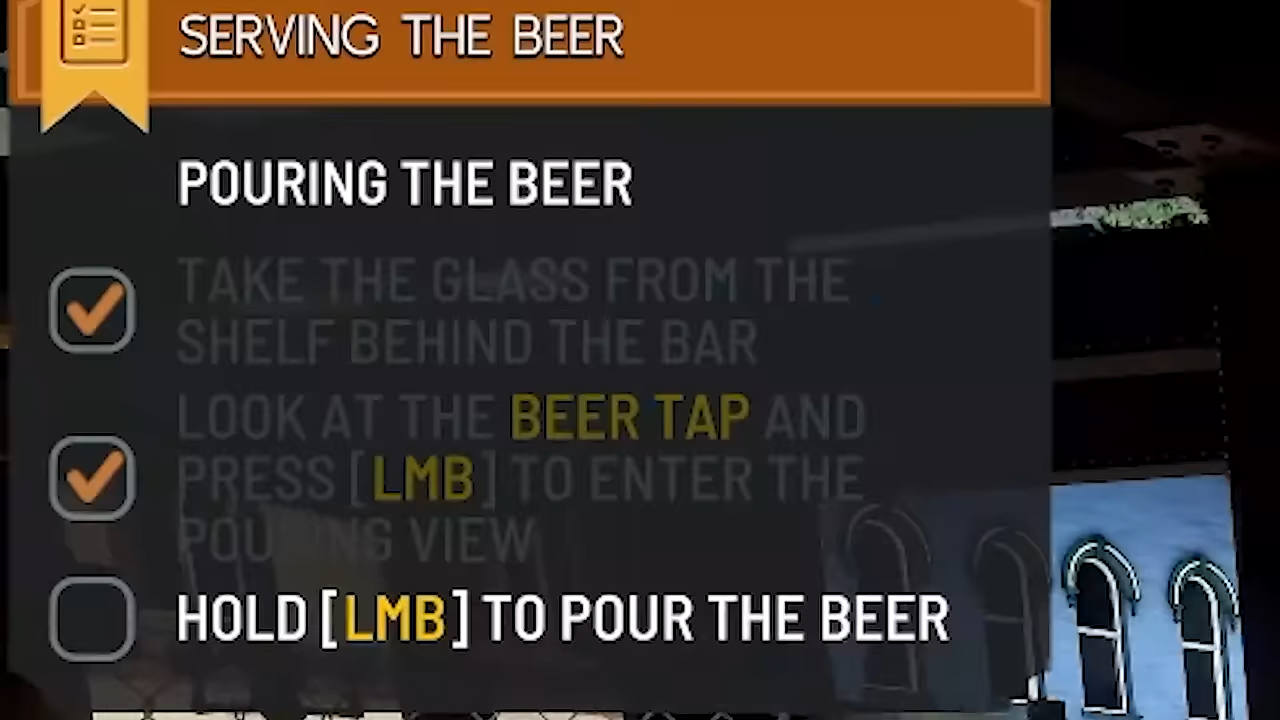 SERVING THE BEER
POURING THE BEER
TAKE THE GLASS FROM THE
SHELF BEHIND THE BAR
LOOK AT THE BEER TAP AND
PRESS [LMB] TO ENTER THE
POURING VIEW
HOLD [LMB] TO POUR THE BEER